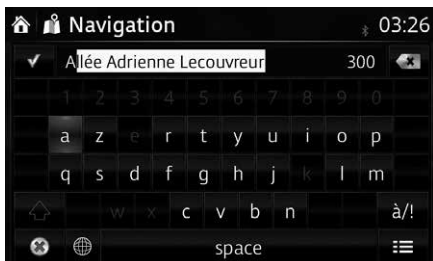 Navigation 03:26
Allée Adrienne Lecouvreur 300
1 2 3 4 5 6 7 8 9 0
a z e r t y u i o p
q s d f g h j k l m
w x c v b n à/!
space